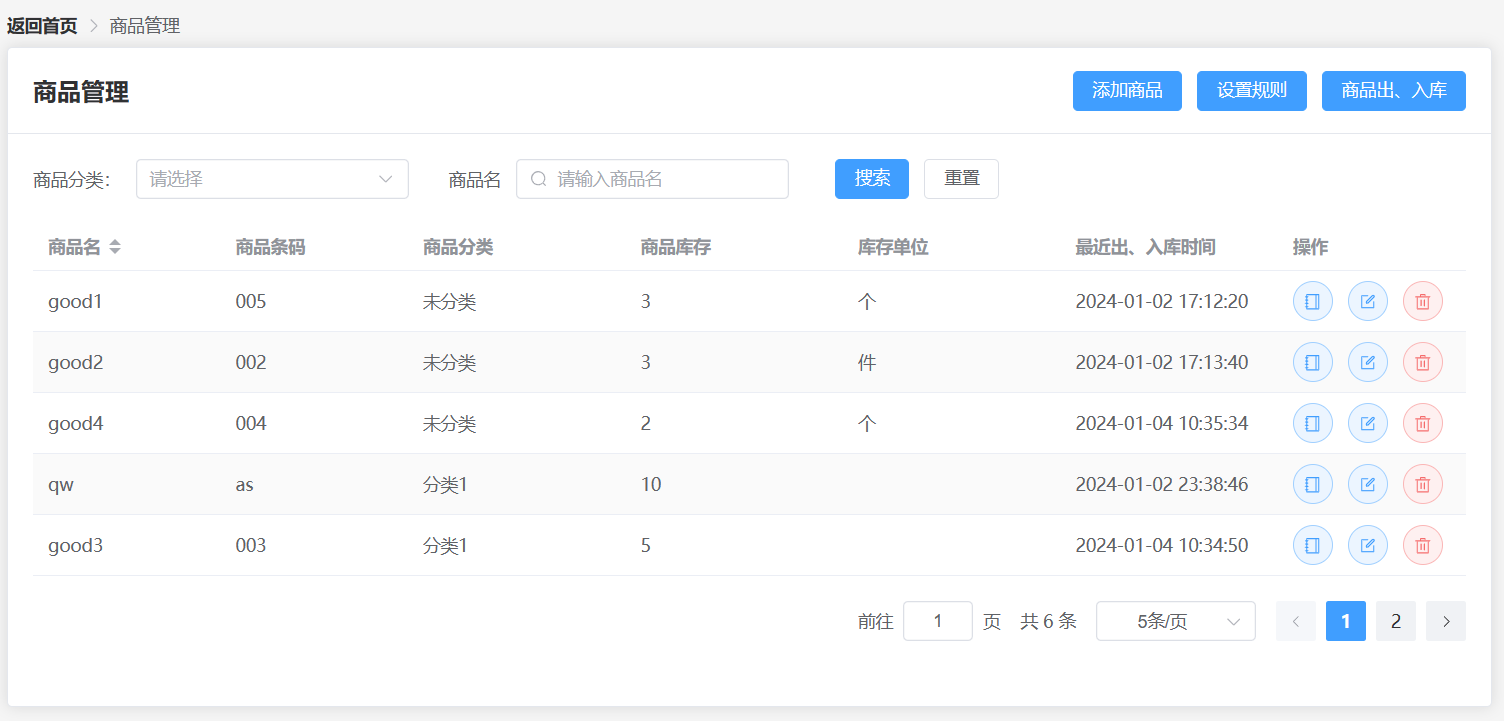 返回首页 > 商品管理
商品管理 添加商品 设置规则 商品出、入库
商品分类: 请选择 商品名 请输入商品名 搜索 重置
商品名 商品条码 商品分类 商品库存 库存单位 最近出、入库时间 操作
good1 005 未分类 3 个 2024-01-02 17:12:20
good2 002 未分类 3 件 2024-01-02 17:13:40
good4 004 未分类 2 个 2024-01-04 10:35:34
qw as 分类1 10 2024-01-02 23:38:46
good3 003 分类1 5 2024-01-04 10:34:50
前往 1 页 共 6 条 5条/页 < 1 2 >